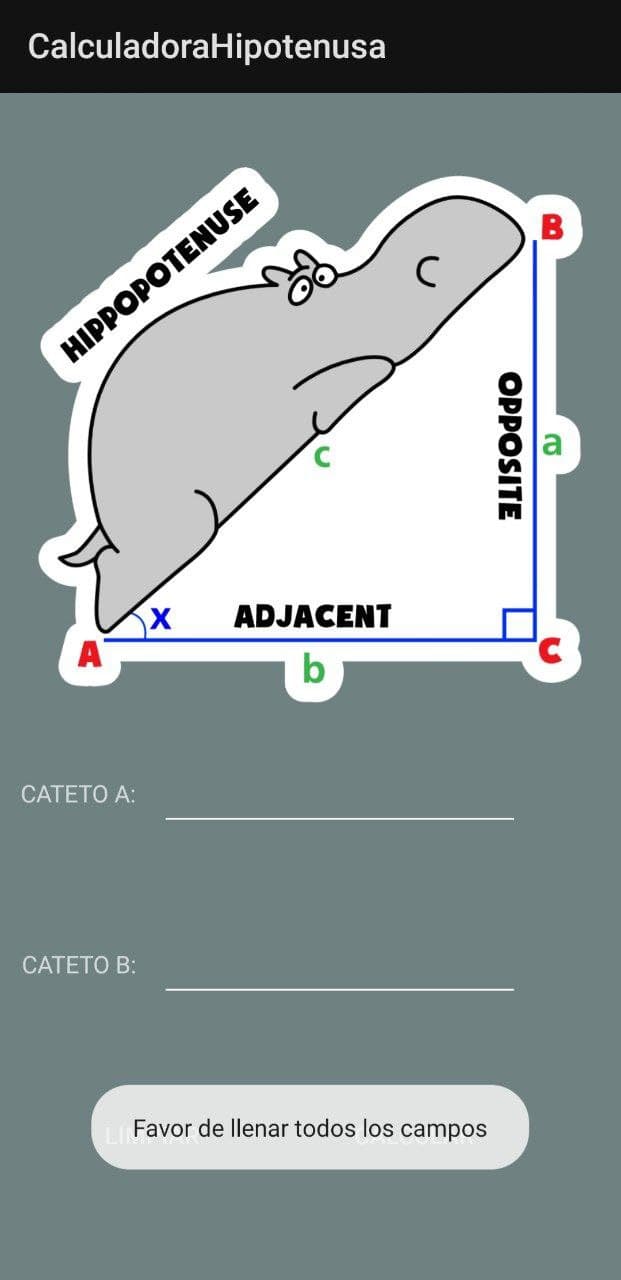 CalculadoraHipotenusa
HIPPOPOTENUSE
B
OPPOSITE
a
c
x
ADJACENT
A
C
b
CATETO A:
CATETO B:
Favor de llenar todos los campos